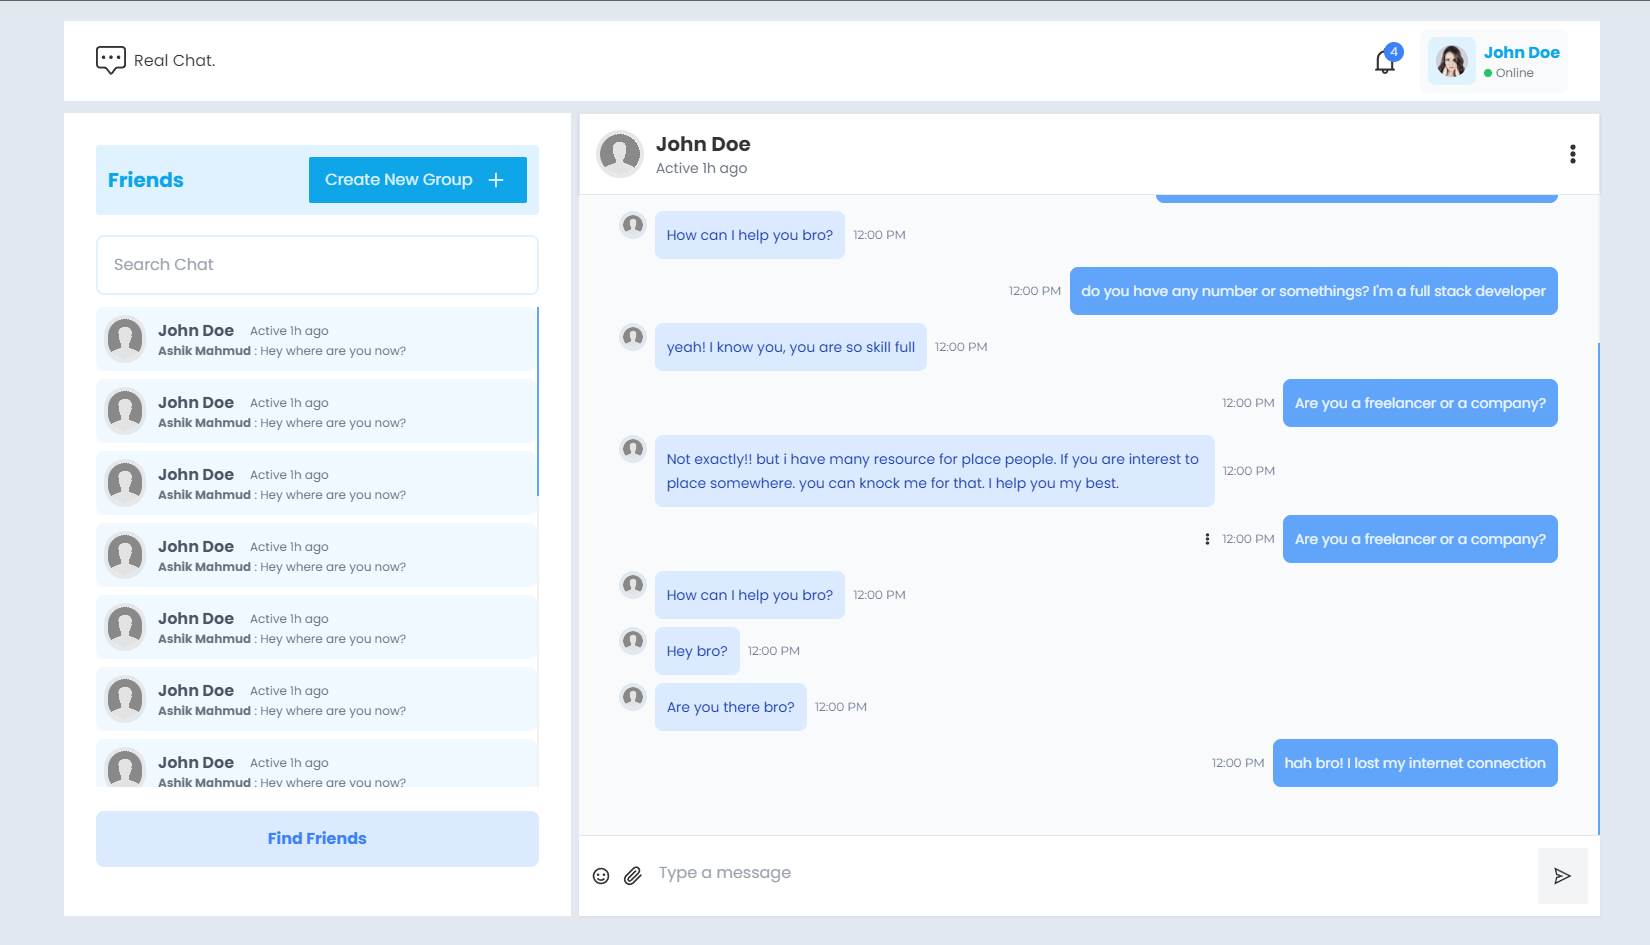 Real Chat.
4
John Doe
Online
Friends
Create New Group
Search Chat
John Doe Active 1h ago
Ashik Mahmud : Hey where are you now?
John Doe Active 1h ago
Ashik Mahmud : Hey where are you now?
John Doe Active 1h ago
Ashik Mahmud : Hey where are you now?
John Doe Active 1h ago
Ashik Mahmud : Hey where are you now?
John Doe Active 1h ago
Ashik Mahmud : Hey where are you now?
John Doe Active 1h ago
Ashik Mahmud : Hey where are you now?
John Doe Active 1h ago
Ashik Mahmud : Hey where are you now?
Find Friends
John Doe
Active 1h ago
How can I help you bro? 12:00 PM
12:00 PM do you have any number or somethings? I'm a full stack developer
yeah! I know you, you are so skill full 12:00 PM
12:00 PM Are you a freelancer or a company?
Not exactly!! but i have many resource for place people. If you are interest to
place somewhere. you can knock me for that. I help you my best.
12:00 PM
12:00 PM Are you a freelancer or a company?
How can I help you bro? 12:00 PM
Hey bro? 12:00 PM
Are you there bro? 12:00 PM
12:00 PM hah bro! I lost my internet connection
Type a message